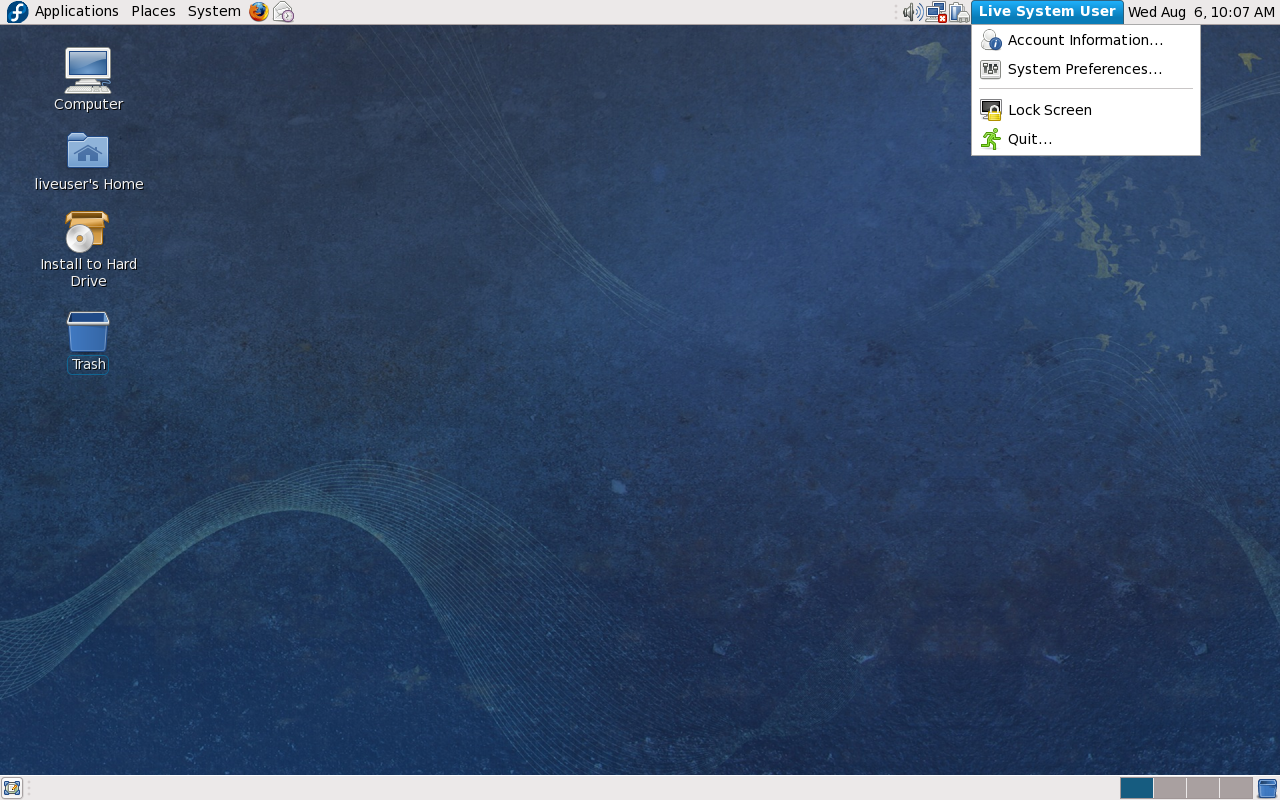 Applications Places System
Live System User
Wed Aug 6, 10:07 AM
Account Information...
System Preferences...
Lock Screen
Quit...
Computer
liveuser's Home
Install to Hard
Drive
Trash